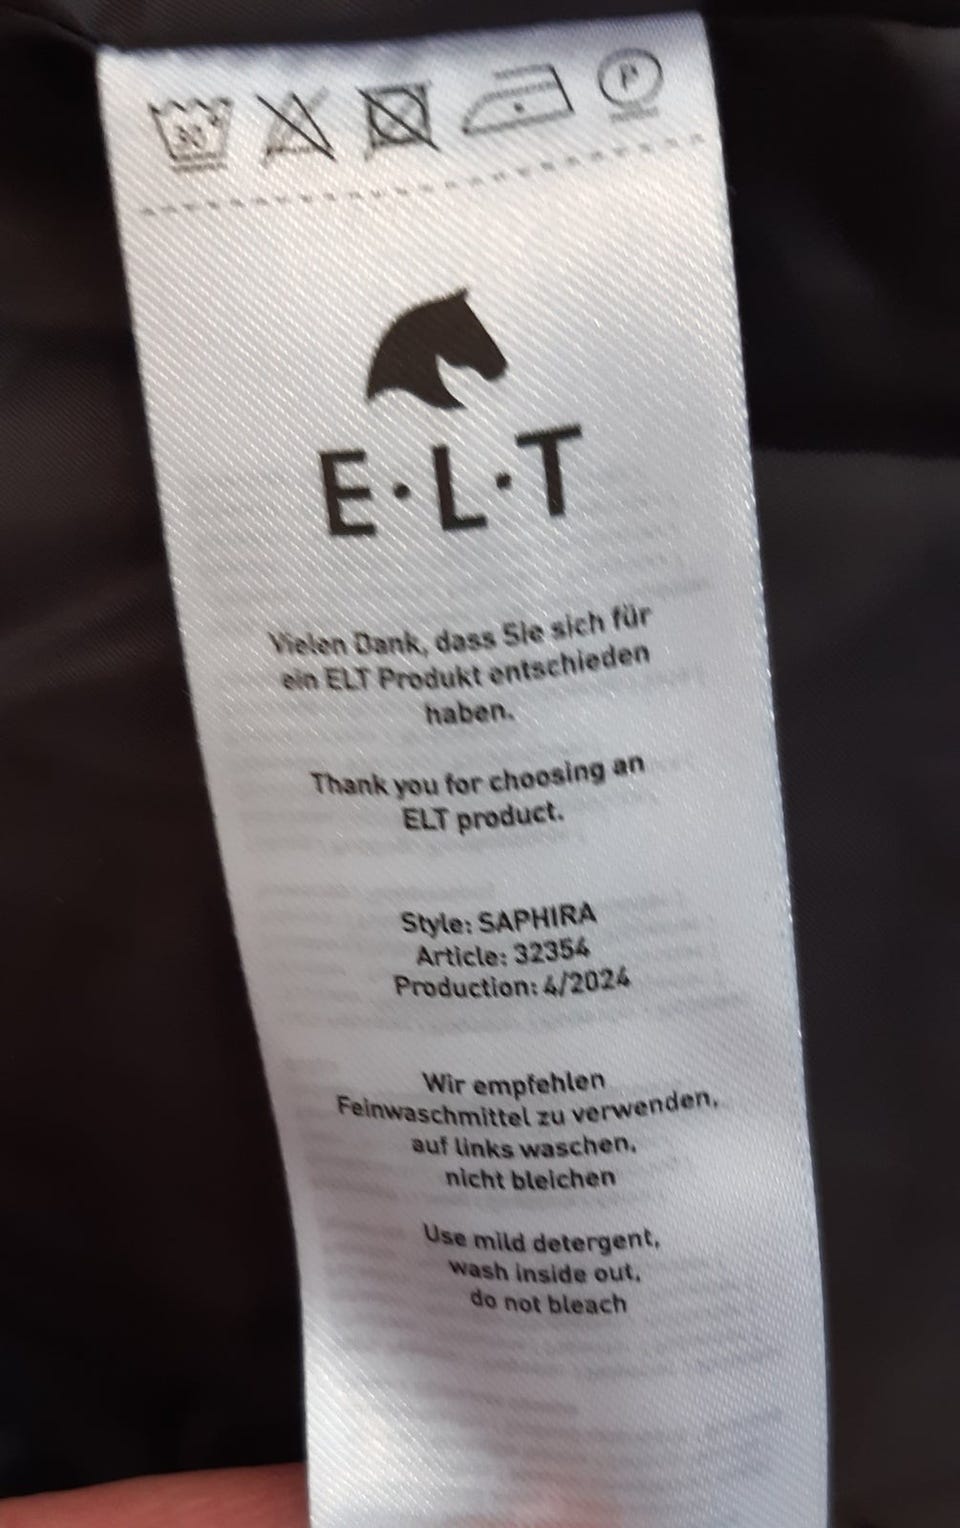 30
P
E·L·T
Vielen Dank, dass Sie sich für
ein ELT Produkt entschieden
haben.
Thank you for choosing an
ELT product.
Style: SAPHIRA
Article: 32354
Production: 4/2024
Wir empfehlen
Feinwaschmittel zu verwenden,
auf links waschen,
nicht bleichen
Use mild detergent,
wash inside out,
do not bleach